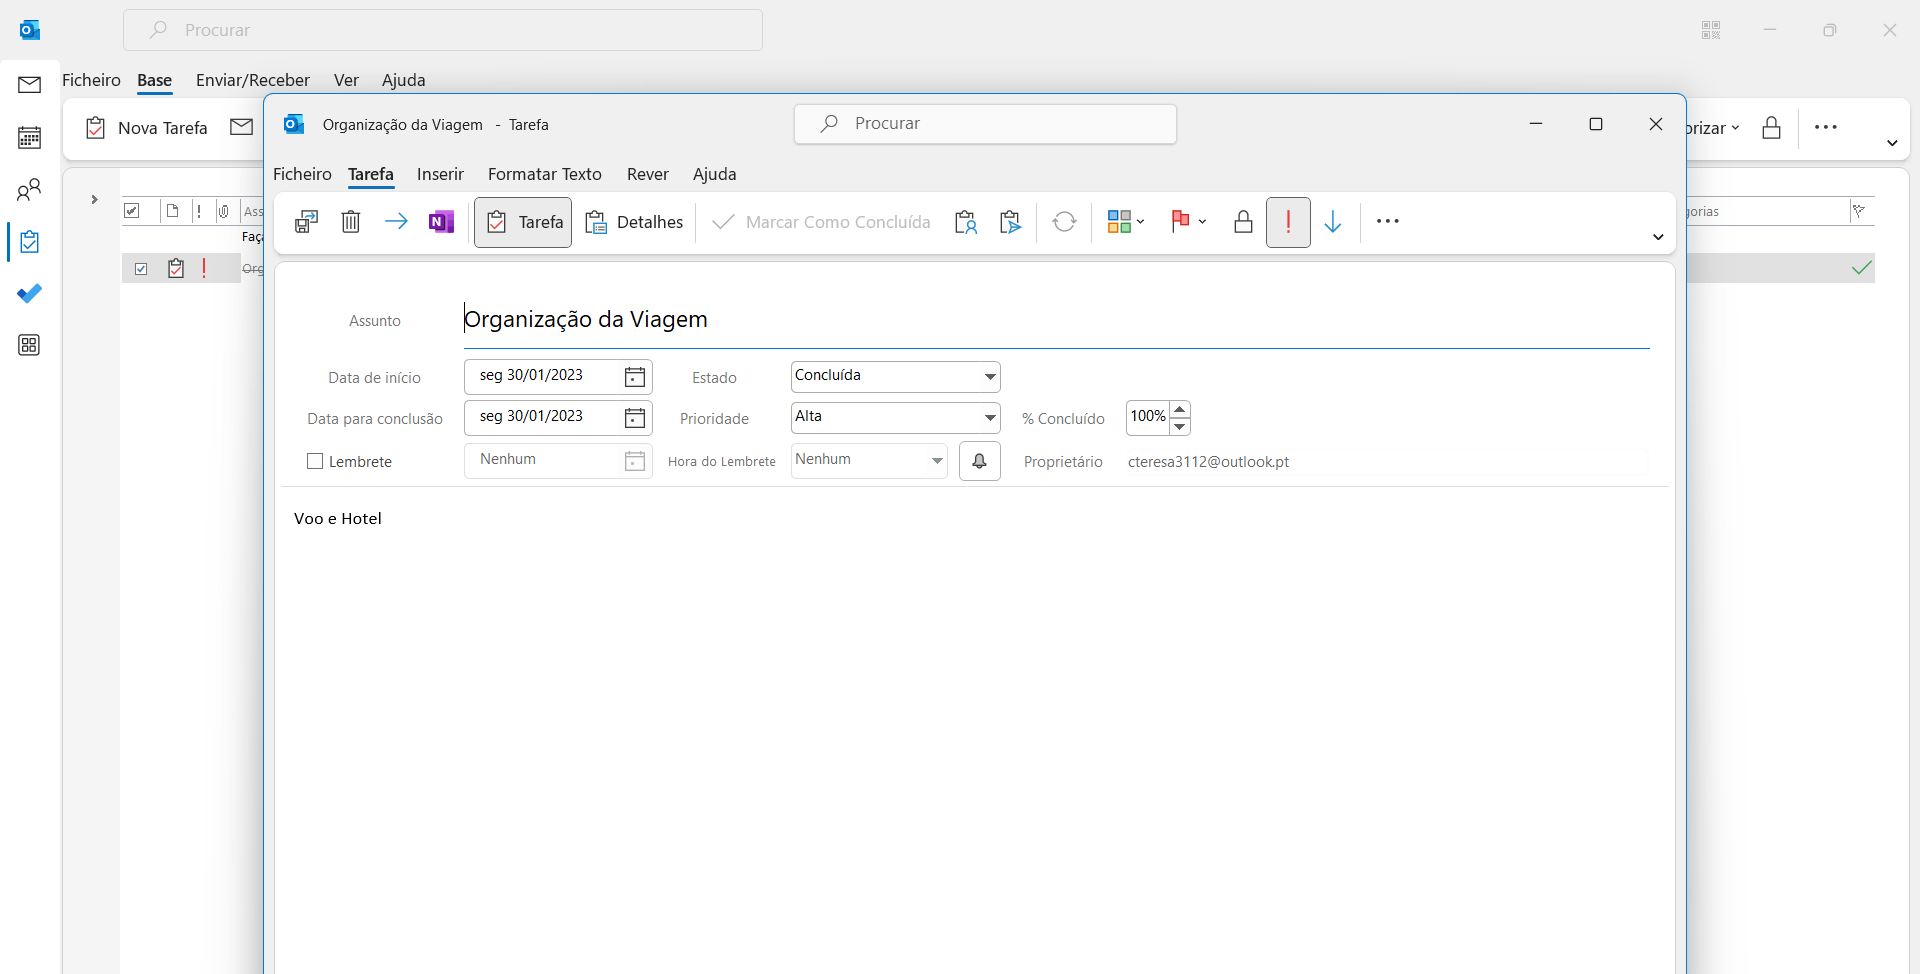 Procurar
Ficheiro Base Enviar/Receber Ver Ajuda
Nova Tarefa
Organização da Viagem - Tarefa
Procurar
Ficheiro Tarefa Inserir Formatar Texto Rever Ajuda
Tarefa Detalhes Marcar Como Concluída
Assunto Organização da Viagem
Data de início seg 30/01/2023 Estado Concluída
Data para conclusão seg 30/01/2023 Prioridade Alta % Concluído 100%
Lembrete Nenhum Hora do Lembrete Nenhum Proprietário cteresa3112@outlook.pt
Voo e Hotel
Ass
Faça
Org
orizar
gorias